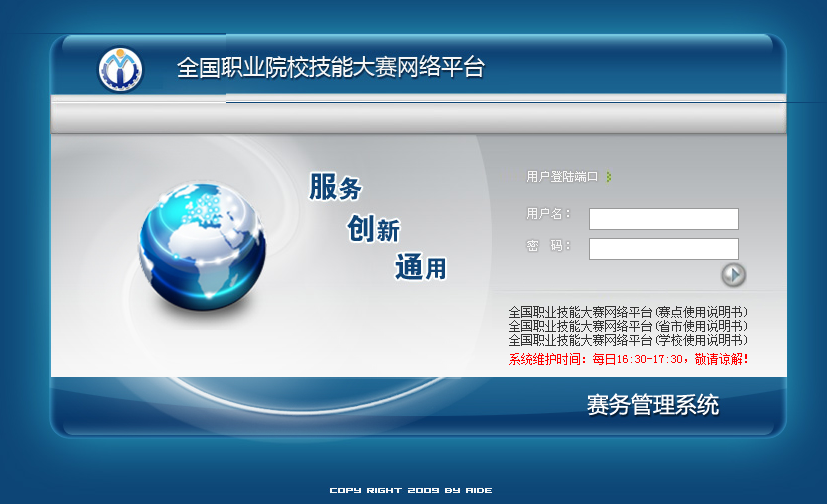 全国职业院校技能大赛网络平台
服务
创新
通用
用户登陆端口
用户名：
密 码：
全国职业技能大赛网络平台(赛点使用说明书)
全国职业技能大赛网络平台(省市使用说明书)
全国职业技能大赛网络平台(学校使用说明书)
系统维护时间：每日16:30-17:30，敬请谅解！
赛务管理系统
COPY RIGHT 2009 BY AIDE